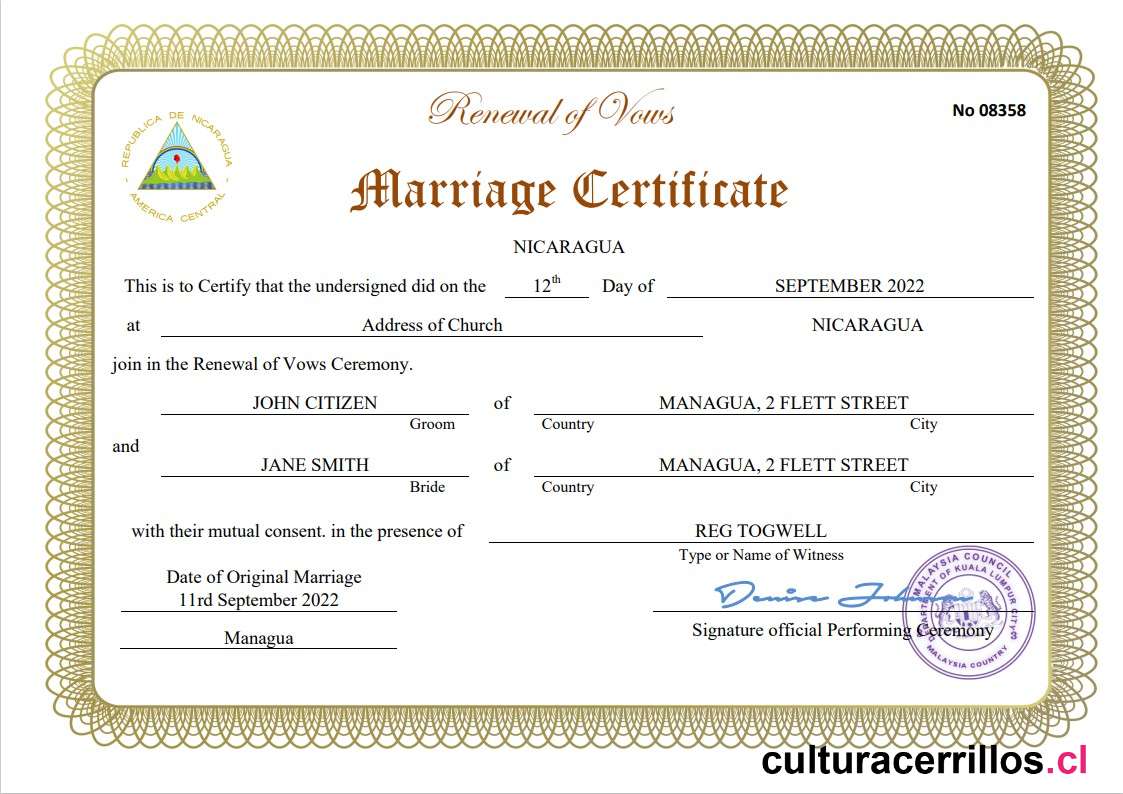 Renewal of Vows
No 08358
REPUBLICA DE NICARAGUA
AMERICA CENTRAL
Marriage Certificate
NICARAGUA
This is to Certify that the undersigned did on the 12th Day of SEPTEMBER 2022
at Address of Church NICARAGUA
join in the Renewal of Vows Ceremony.
JOHN CITIZEN of MANAGUA, 2 FLETT STREET
Groom Country City
and
JANE SMITH of MANAGUA, 2 FLETT STREET
Bride Country City
with their mutual consent. in the presence of REG TOGWELL
Type or Name of Witness
Date of Original Marriage
11rd September 2022
Denise Johnson
Signature official Performing Ceremony
Managua
MALAYSIA COUNCIL
DEPARTMENT OF KUALA LUMPUR CITY
MALAYSIA COUNTRY
culturacerrillos.cl